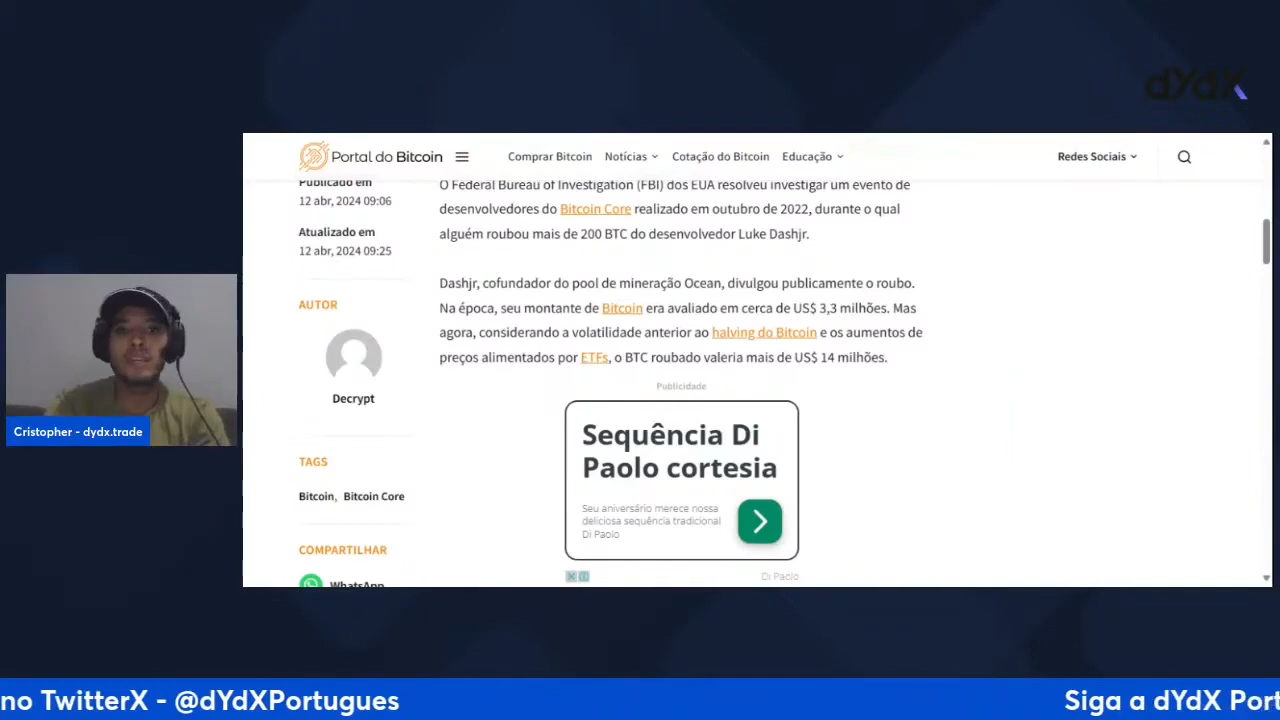 dYdX
Portal do Bitcoin
Comprar Bitcoin Notícias Cotação do Bitcoin Educação Redes Sociais
Publicado em
12 abr, 2024 09:06
Atualizado em
12 abr, 2024 09:25
AUTOR
Decrypt
TAGS
Bitcoin, Bitcoin Core
COMPARTILHAR
WhatsApp
O Federal Bureau of Investigation (FBI) dos EUA resolveu investigar um evento de
desenvolvedores do Bitcoin Core realizado em outubro de 2022, durante o qual
alguém roubou mais de 200 BTC do desenvolvedor Luke Dashjr.
Dashjr, cofundador do pool de mineração Ocean, divulgou publicamente o roubo.
Na época, seu montante de Bitcoin era avaliado em cerca de US$ 3,3 milhões. Mas
agora, considerando a volatilidade anterior ao halving do Bitcoin e os aumentos de
preços alimentados por ETFs, o BTC roubado valeria mais de US$ 14 milhões.
Publicidade
Sequência Di
Paolo cortesia
Seu aniversário merece nossa
deliciosa sequência tradicional
Di Paolo
Di Paolo
Cristopher - dydx.trade
no TwitterX - @dYdXPortugues
Siga a dYdX Port